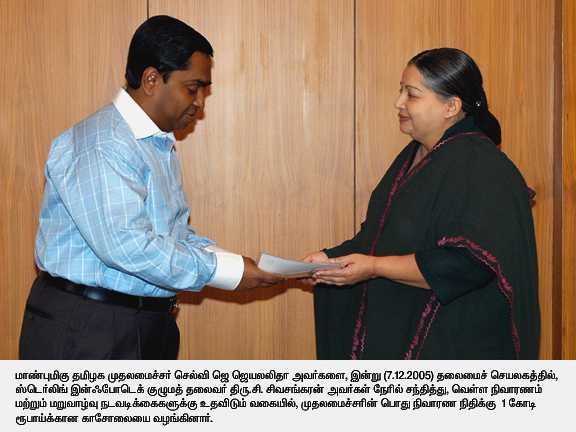 மாண்புமிகு தமிழக முதலமைச்சர் செல்வி ஜெ ஜெயலலிதா அவர்களை, இன்று (7.12.2005) தலைமைச் செயலகத்தில்,
ஸ்டெர்லிங் இன்ஃபோடெக் குழுமத் தலைவர் திரு.சி. சிவசங்கரன் அவர்கள் நேரில் சந்தித்து, வெள்ள நிவாரணம்
மற்றும் மறுவாழ்வு நடவடிக்கைகளுக்கு உதவிடும் வகையில், முதலமைச்சரின் பொது நிவாரண நிதிக்கு 1 கோடி
ரூபாய்க்கான காசோலையை வழங்கினார்.